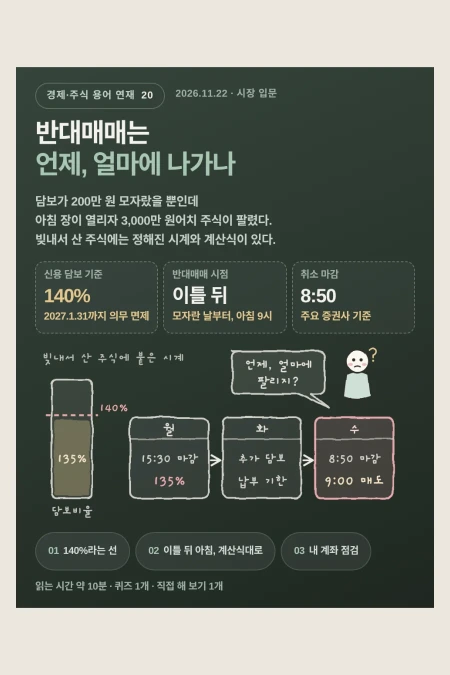 경제·주식 용어 연재 20
2026.11.22 · 시장 입문
반대매매는
언제, 얼마에 나가나
담보가 200만 원 모자랐을 뿐인데
아침 장이 열리자 3,000만 원어치 주식이 팔렸다.
빚내서 산 주식에는 정해진 시계와 계산식이 있다.
신용 담보 기준
140%
2027.1.31까지 의무 면제
반대매매 시점
이틀 뒤
모자란 날부터, 아침 9시
취소 마감
8:50
주요 증권사 기준
빚내서 산 주식에 붙은 시계
언제, 얼마에
팔리지?
?
140%
135%
담보비율
월
15:30 마감
135%
화
추가 담보
납부 기한
수
8:50 마감
9:00 매도
01 140%라는 선
02 이틀 뒤 아침, 계산식대로
03 내 계좌 점검
읽는 시간 약 10분 · 퀴즈 1개 · 직접 해 보기 1개